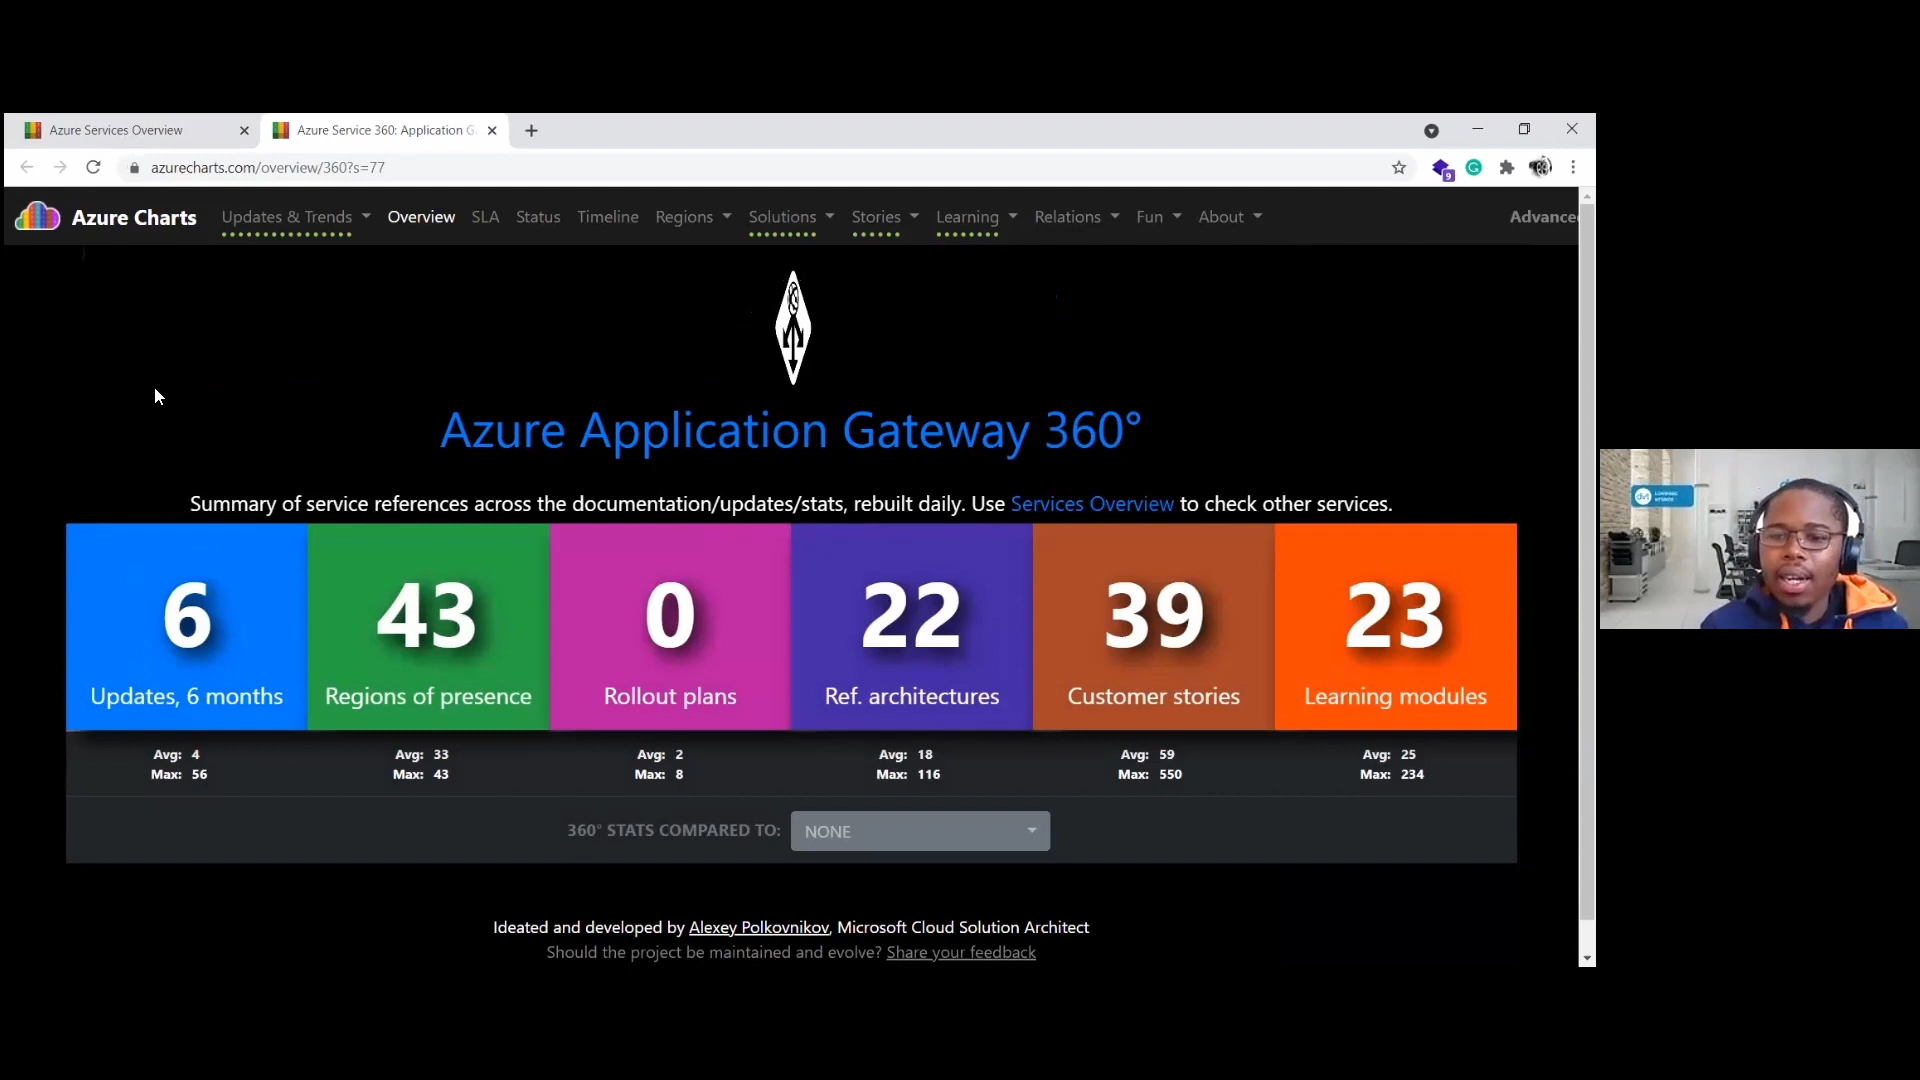 Azure Services Overview
Azure Service 360: Application G
azurecharts.com/overview/360?s=77
9
Azure Charts
Updates & Trends
Overview
SLA
Status
Timeline
Regions
Solutions
Stories
Learning
Relations
Fun
About
Advance
Azure Application Gateway 360°
Summary of service references across the documentation/updates/stats, rebuilt daily. Use Services Overview to check other services.
6
Updates, 6 months
Avg: 4
Max: 56
43
Regions of presence
Avg: 33
Max: 43
0
Rollout plans
Avg: 2
Max: 8
22
Ref. architectures
Avg: 18
Max: 116
39
Customer stories
Avg: 59
Max: 550
23
Learning modules
Avg: 25
Max: 234
360° STATS COMPARED TO:
NONE
Ideated and developed by Alexey Polkovnikov, Microsoft Cloud Solution Architect
Should the project be maintained and evolve? Share your feedback
dvt